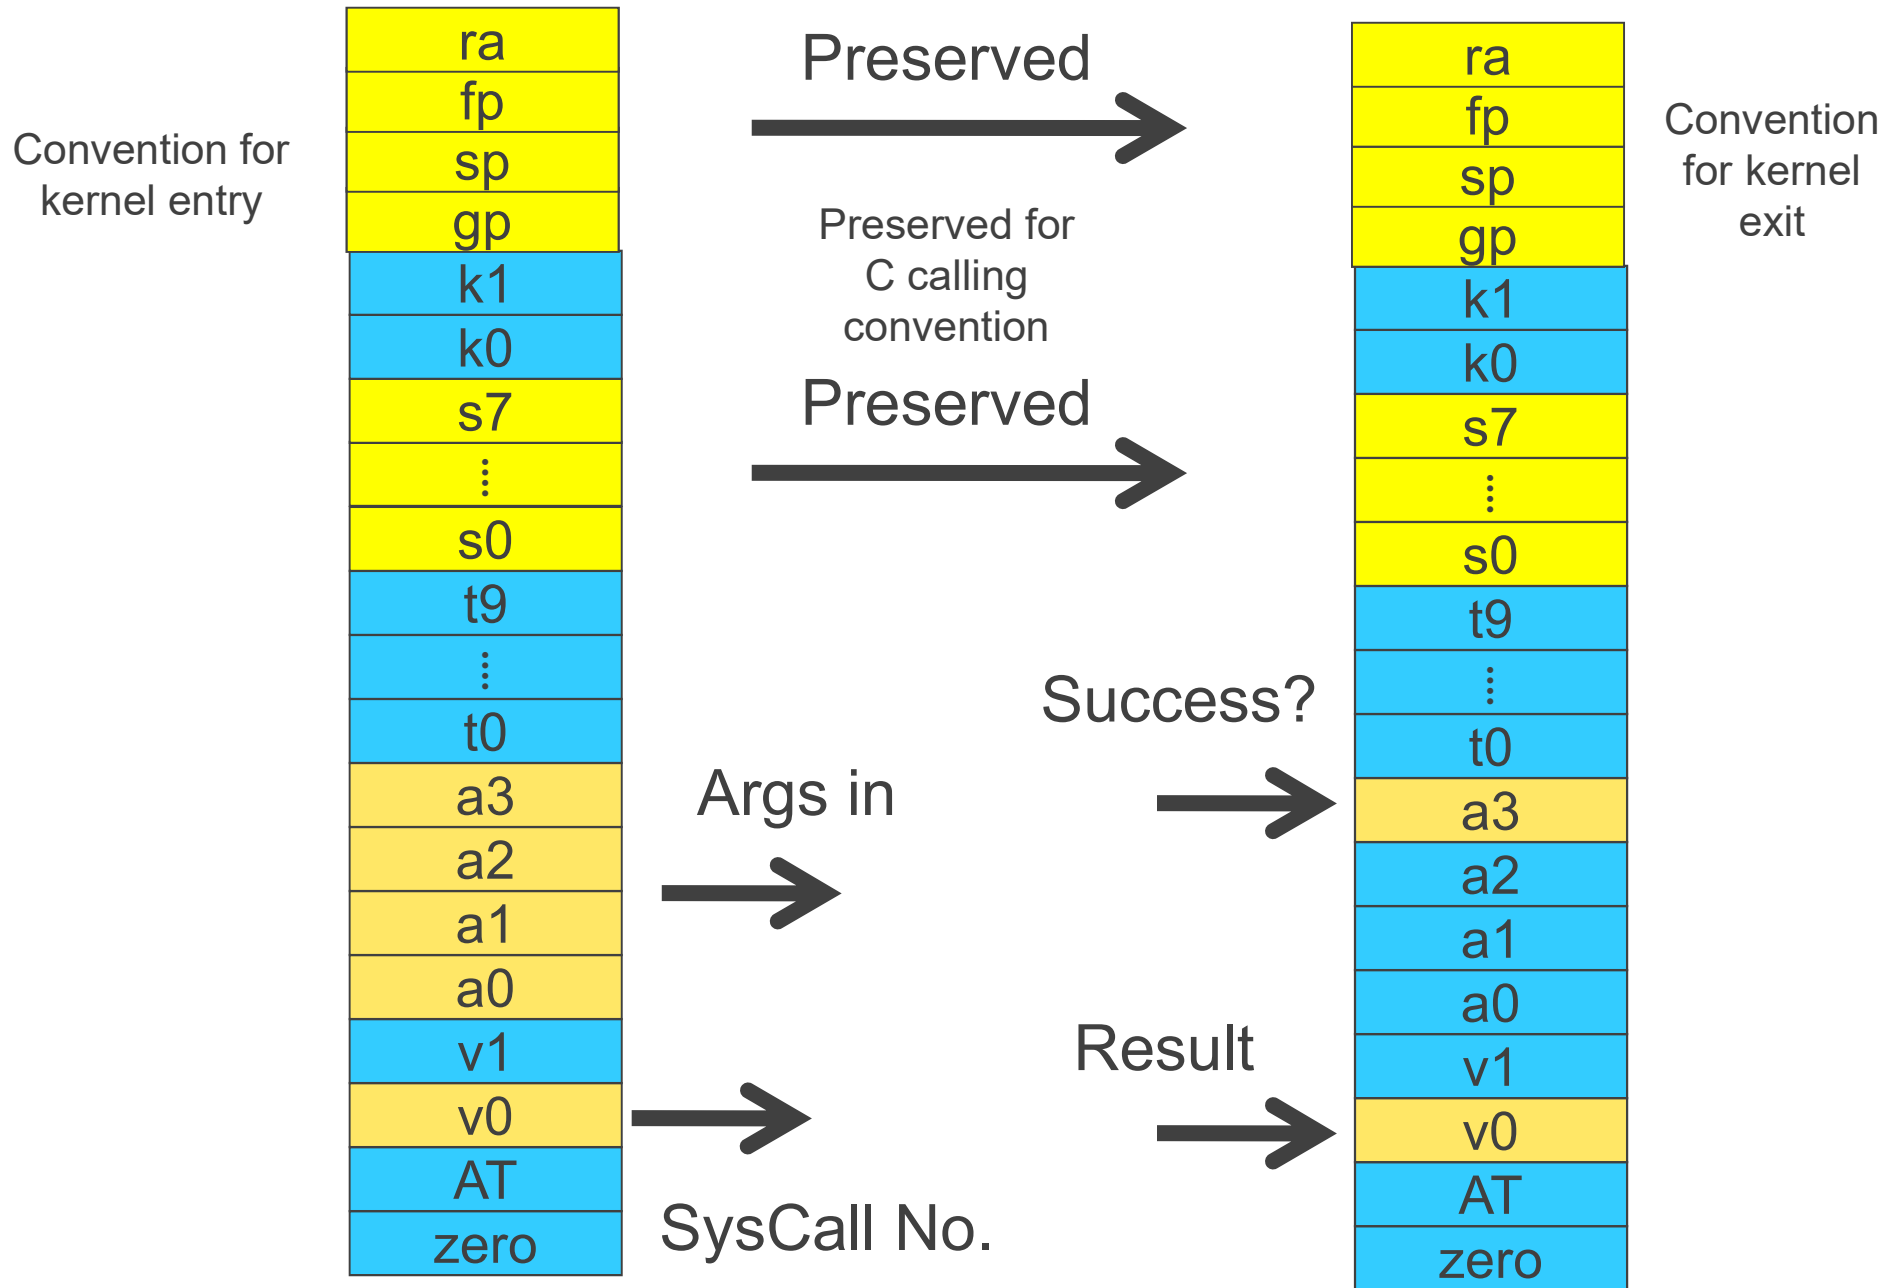 Convention for
kernel entry
ra
fp
sp
gp
k1
k0
s7
⋮
s0
t9
⋮
t0
a3
a2
a1
a0
v1
v0
AT
zero
Preserved
Preserved for
C calling
convention
Preserved
Args in
SysCall No.
Success?
Result
ra
fp
sp
gp
k1
k0
s7
⋮
s0
t9
⋮
t0
a3
a2
a1
a0
v1
v0
AT
zero
Convention
for kernel
exit